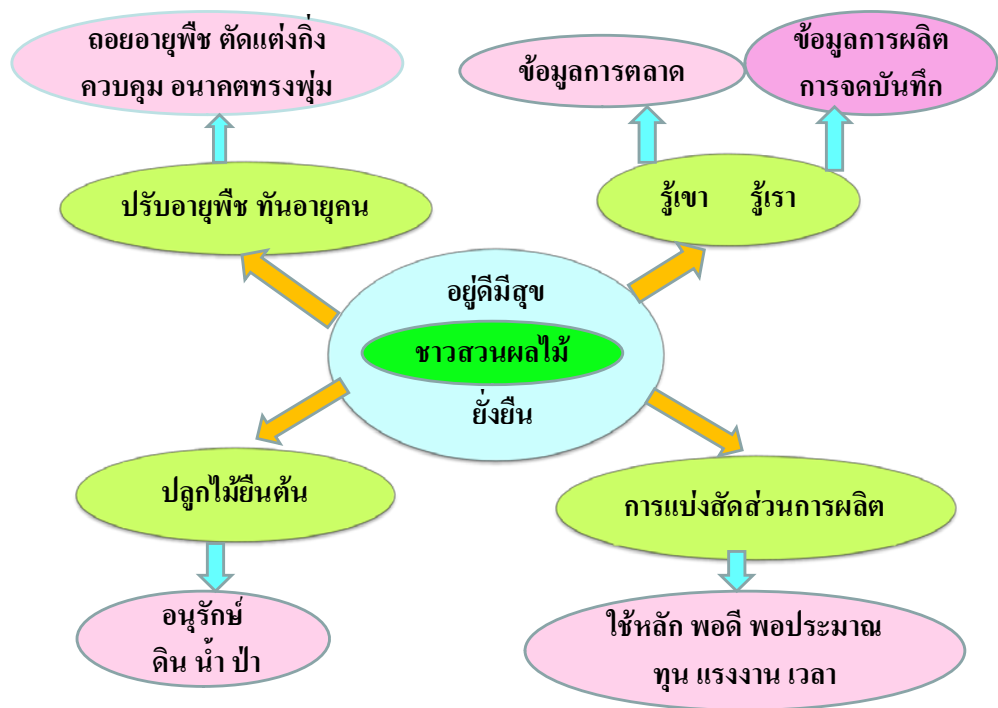 ถอยอายุพืช ตัดแต่งกิ่ง
ควบคุม อนาคตทรงพุ่ม
ข้อมูลการตลาด
ข้อมูลการผลิต
การจดบันทึก
ปรับอายุพืช ทันอายุคน
รู้เขา รู้เรา
อยู่ดีมีสุข
ชาวสวนผลไม้
ยั่งยืน
ปลูกไม้ยืนต้น
การแบ่งสัดส่วนการผลิต
อนุรักษ์
ดิน น้ำ ป่า
ใช้หลัก พอดี พอประมาณ
ทุน แรงงาน เวลา